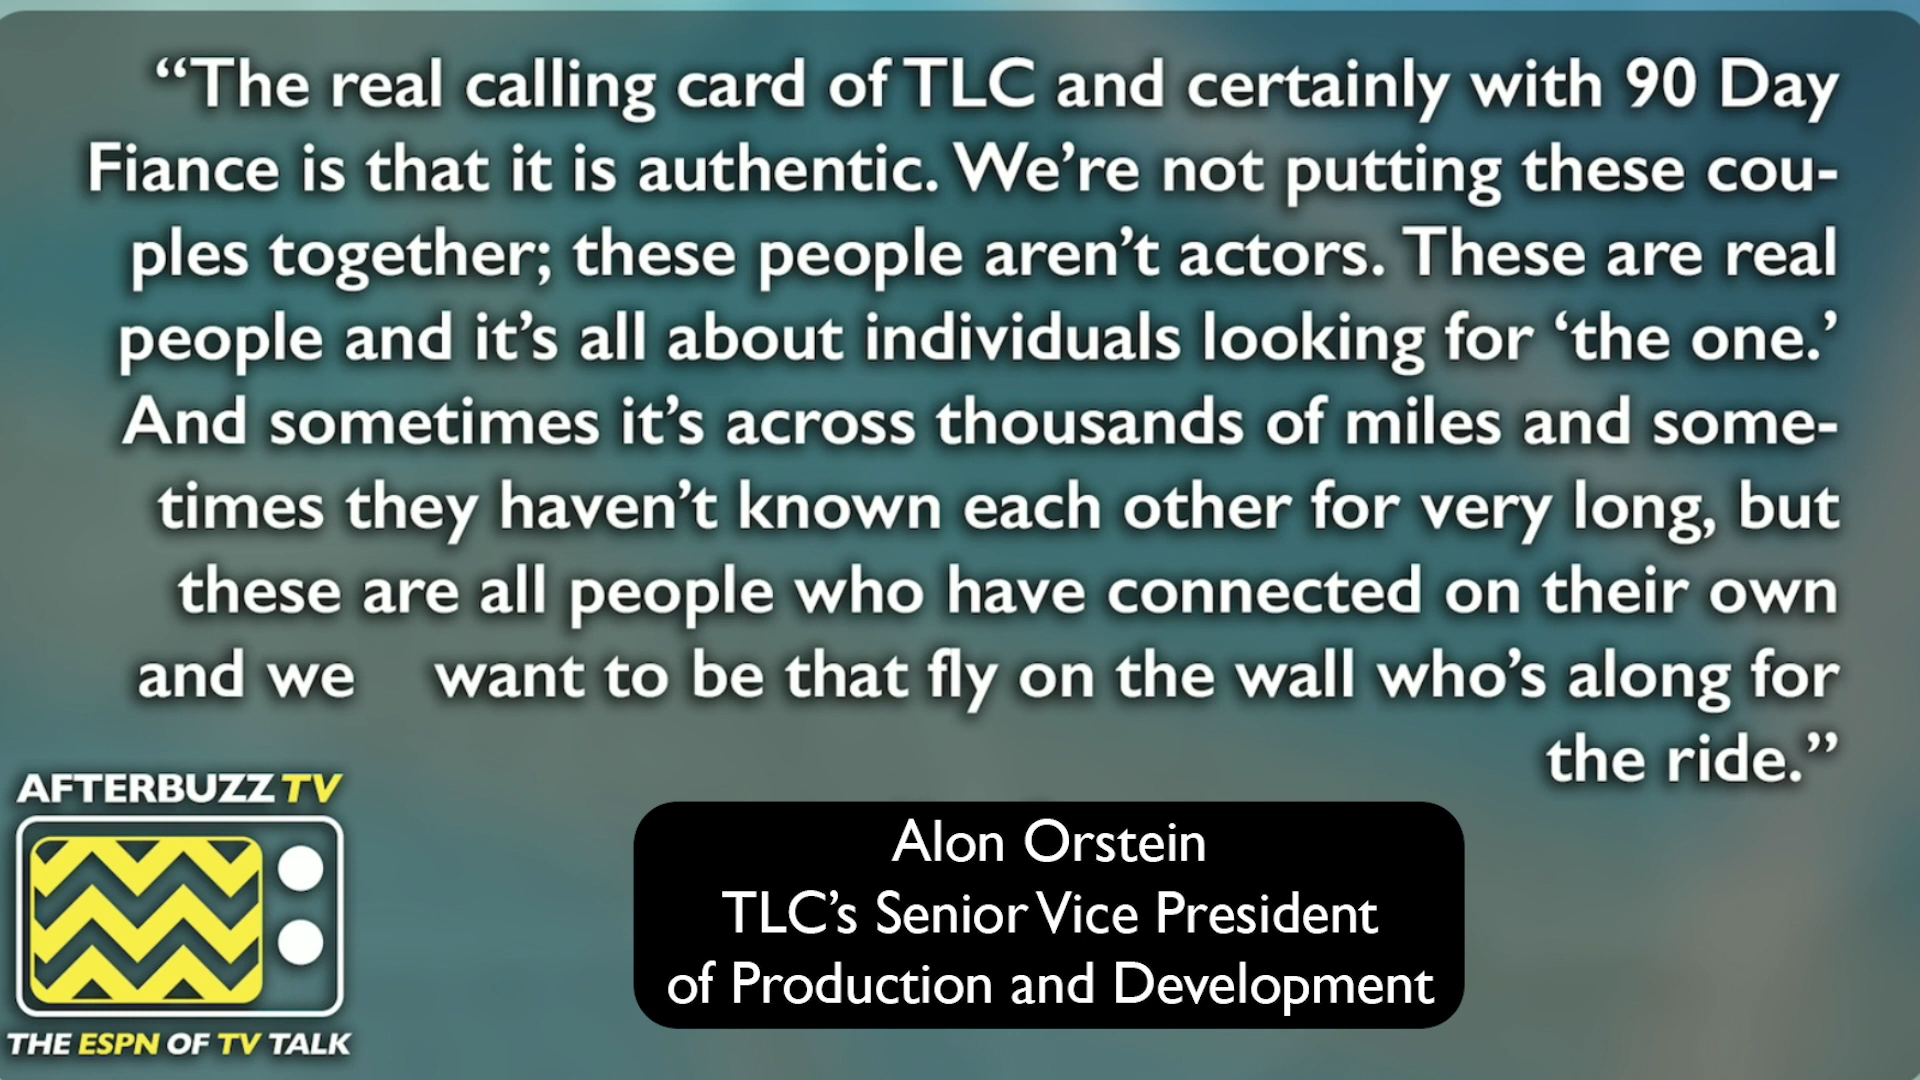 “The real calling card of TLC and certainly with 90 Day
Fiance is that it is authentic. We’re not putting these cou-
ples together; these people aren’t actors. These are real
people and it’s all about individuals looking for ‘the one.’
And sometimes it’s across thousands of miles and some-
times they haven’t known each other for very long, but
these are all people who have connected on their own
and we want to be that fly on the wall who’s along for
the ride.”
AFTERBUZZ TV
THE ESPN OF TV TALK
Alon Orstein
TLC’s Senior Vice President
of Production and Development